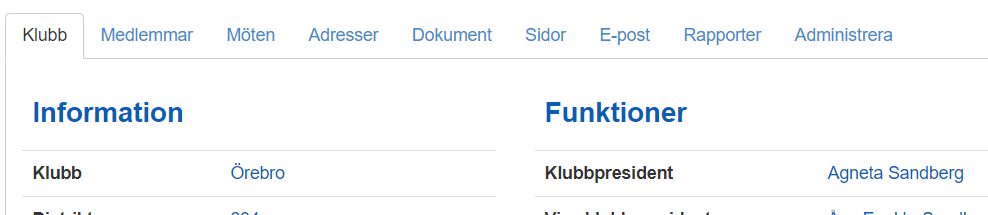 Klubb Medlemmar Möten Adresser Dokument Sidor E-post Rapporter Administrera
Information
Klubb Örebro
Funktioner
Klubbpresident Agneta Sandberg